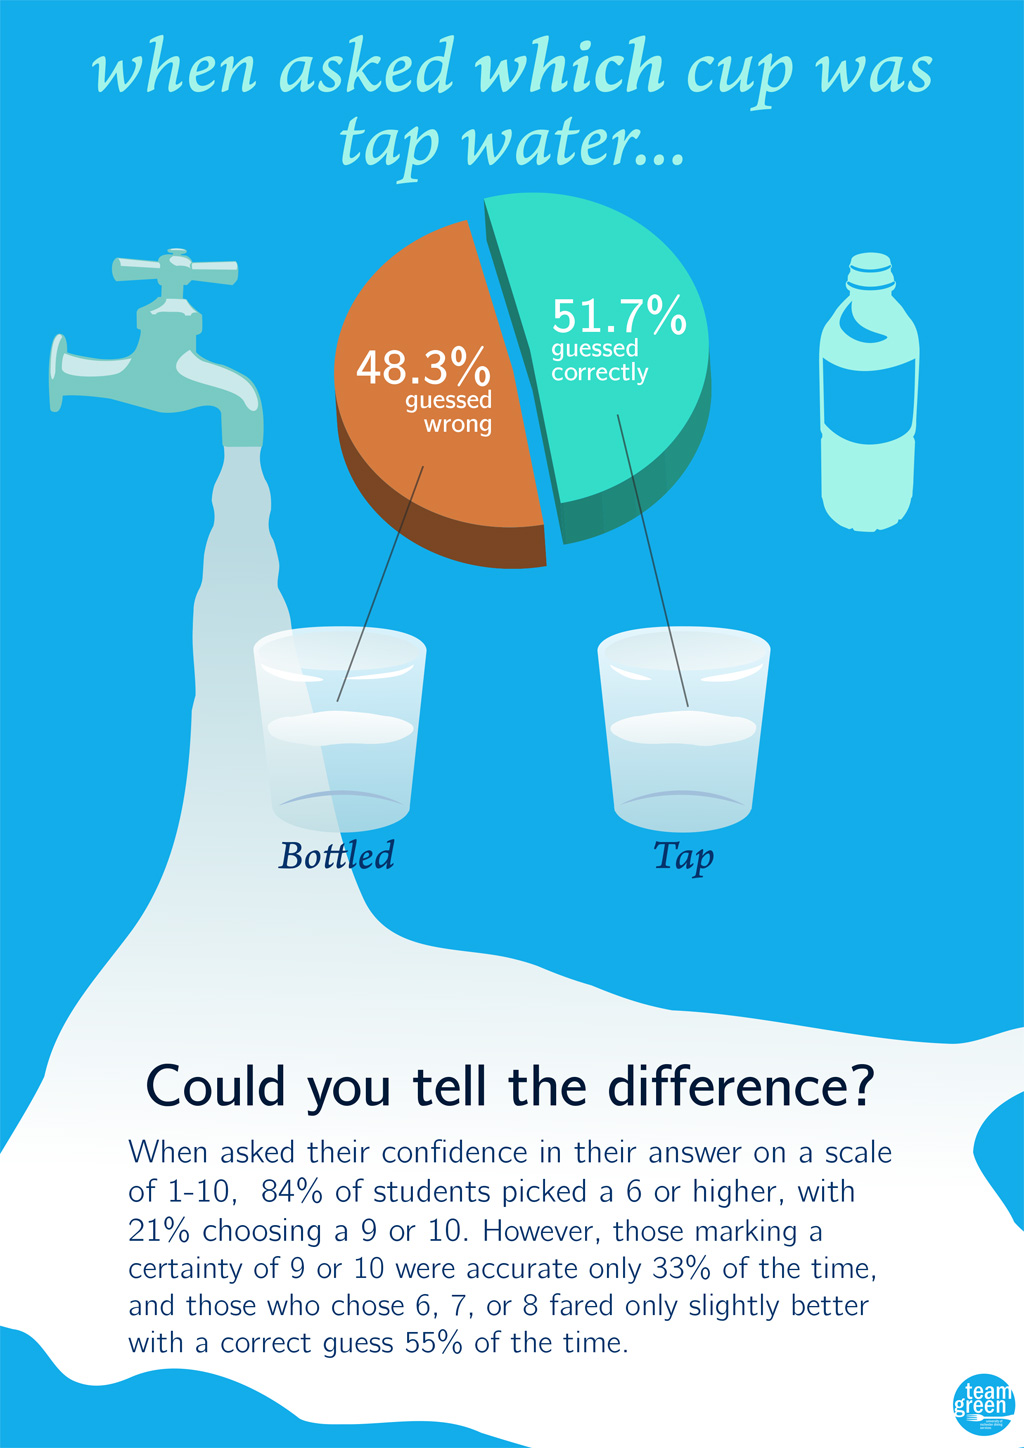 when asked which cup was
tap water...
51.7%
guessed
correctly
48.3%
guessed
wrong
Bottled
Tap
Could you tell the difference?
When asked their confidence in their answer on a scale
of 1-10, 84% of students picked a 6 or higher, with
21% choosing a 9 or 10. However, those marking a
certainty of 9 or 10 were accurate only 33% of the time,
and those who chose 6, 7, or 8 fared only slightly better
with a correct guess 55% of the time.
team
green